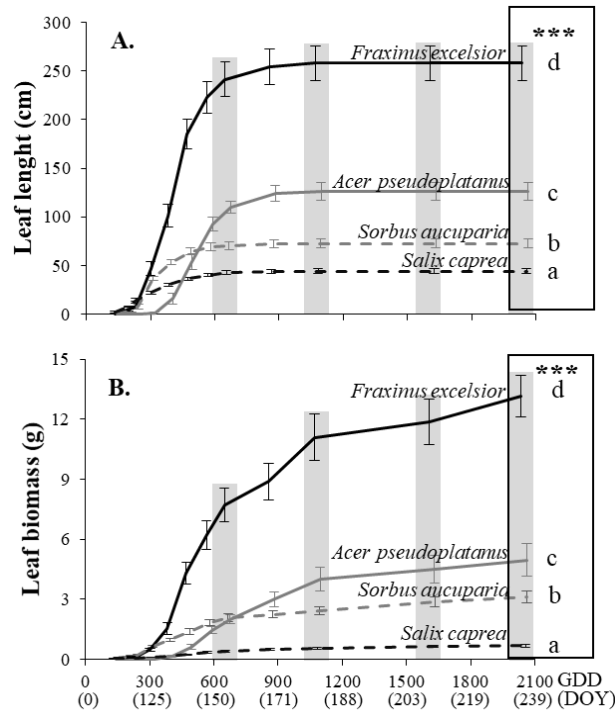 300
A.
***
Fraxinus excelsior d
250
200
150
Acer pseudoplatanus c
100
Sorbus aucuparia b
50
Salix caprea a
0
Leaf lenght (cm)
15
B.
***
Fraxinus excelsior d
12
9
6
Acer pseudoplatanus c
Sorbus aucuparia b
3
Salix caprea a
0
Leaf biomass (g)
0 300 600 900 1200 1500 1800 2100 GDD
(0) (125) (150) (171) (188) (203) (219) (239) (DOY)